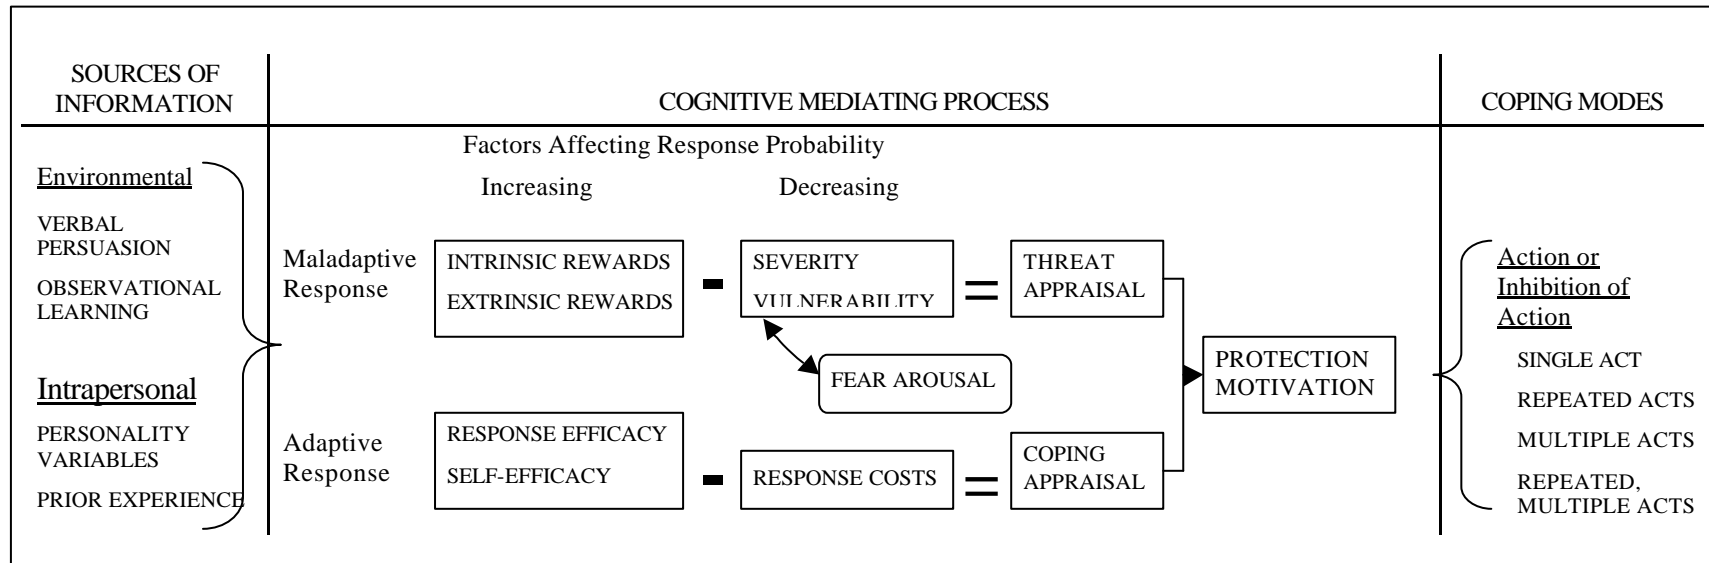 SOURCES OF
INFORMATION
COGNITIVE MEDIATING PROCESS
COPING MODES
Factors Affecting Response Probability
Increasing
Decreasing
Environmental
VERBAL
PERSUASION
OBSERVATIONAL
LEARNING
Intrapersonal
PERSONALITY
VARIABLES
PRIOR EXPERIENCE
Maladaptive
Response
INTRINSIC REWARDS
EXTRINSIC REWARDS
-
SEVERITY
VULNERABILITY
=
THREAT
APPRAISAL
FEAR AROUSAL
Adaptive
Response
RESPONSE EFFICACY
SELF-EFFICACY
-
RESPONSE COSTS
=
COPING
APPRAISAL
PROTECTION
MOTIVATION
Action or
Inhibition of
Action
SINGLE ACT
REPEATED ACTS
MULTIPLE ACTS
REPEATED,
MULTIPLE ACTS